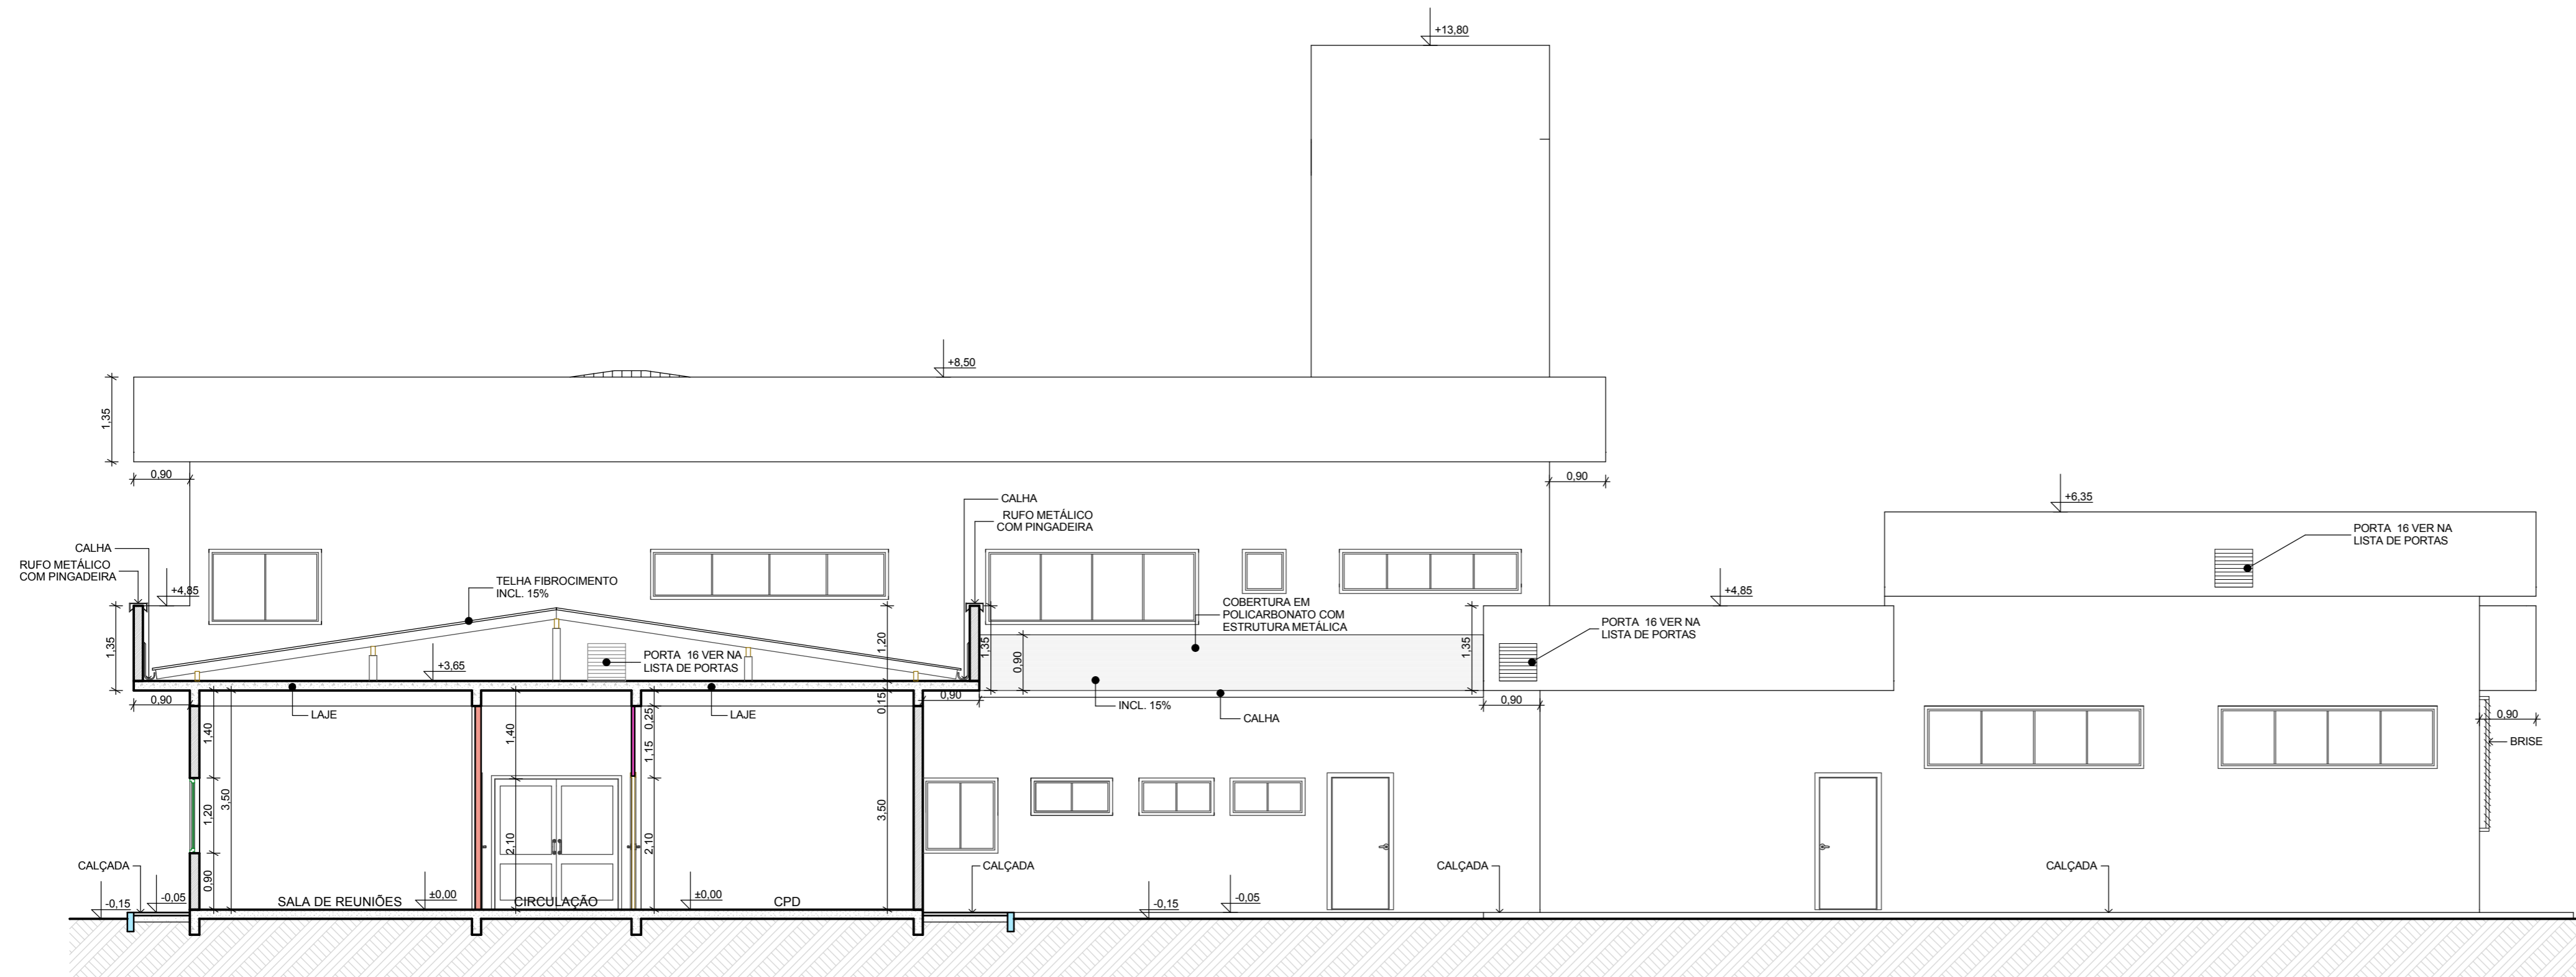 +13,80
+8,50
1,35
0,90
0,90
+6,35
CALHA
RUFO METÁLICO
COM PINGADEIRA
PORTA  16 VER NA
LISTA DE PORTAS
CALHA
RUFO METÁLICO
COM PINGADEIRA
+4,85
TELHA FIBROCIMENTO
INCL. 15%
COBERTURA EM
POLICARBONATO COM
ESTRUTURA METÁLICA
+4,85
PORTA  16 VER NA
LISTA DE PORTAS
1,35
+3,65
PORTA  16 VER NA
LISTA DE PORTAS
1,20
1,35
0,90
1,35
0,90
LAJE
LAJE
0,15
0,90
INCL. 15%
CALHA
0,90
0,90
BRISE
1,40
1,20
0,90
3,50
1,40
2,10
0,25
1,15
2,10
3,50
CALÇADA
CALÇADA
CALÇADA
CALÇADA
-0,15
-0,05
SALA DE REUNIÕES
±0,00
CIRCULAÇÃO
±0,00
CPD
-0,15
-0,05